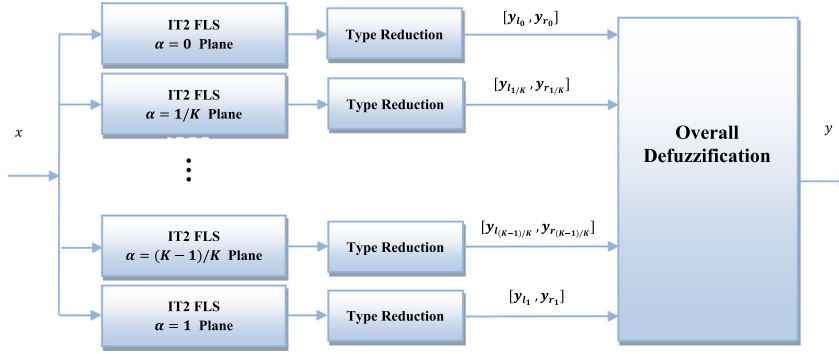 IT2 FLS
α = 0 Plane
Type Reduction
[y_{l_0} , y_{r_0}]
IT2 FLS
α = 1/K Plane
Type Reduction
[y_{l_{1/K}} , y_{r_{1/K}}]
x
⋮
Overall
Defuzzification
y
IT2 FLS
α = (K − 1)/K Plane
Type Reduction
[y_{l_{(K−1)/K}} , y_{r_{(K−1)/K}}]
IT2 FLS
α = 1 Plane
Type Reduction
[y_{l_1} , y_{r_1}]